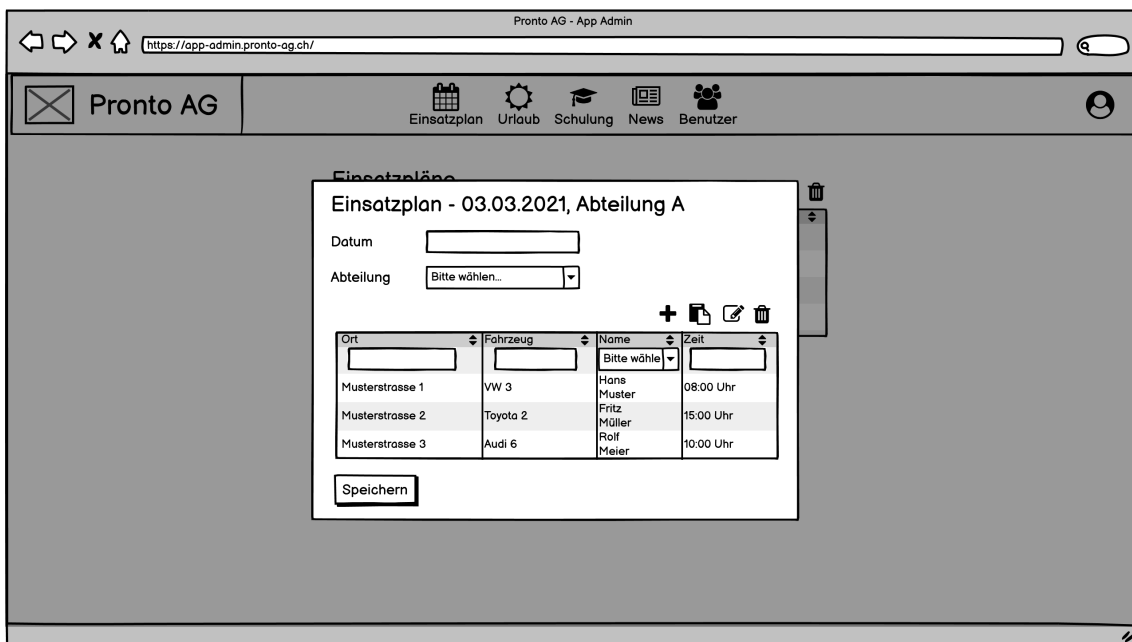 Pronto AG - App Admin
https://app-admin.pronto-ag.ch/
Pronto AG
Einsatzplan Urlaub Schulung News Benutzer
Einsatzpläne
Einsatzplan - 03.03.2021, Abteilung A
Datum
Abteilung Bitte wählen...
Ort Fahrzeug Name Zeit
Bitte wähle
Musterstrasse 1 VW 3 Hans Muster 08:00 Uhr
Musterstrasse 2 Toyota 2 Fritz Müller 15:00 Uhr
Musterstrasse 3 Audi 6 Rolf Meier 10:00 Uhr
Speichern